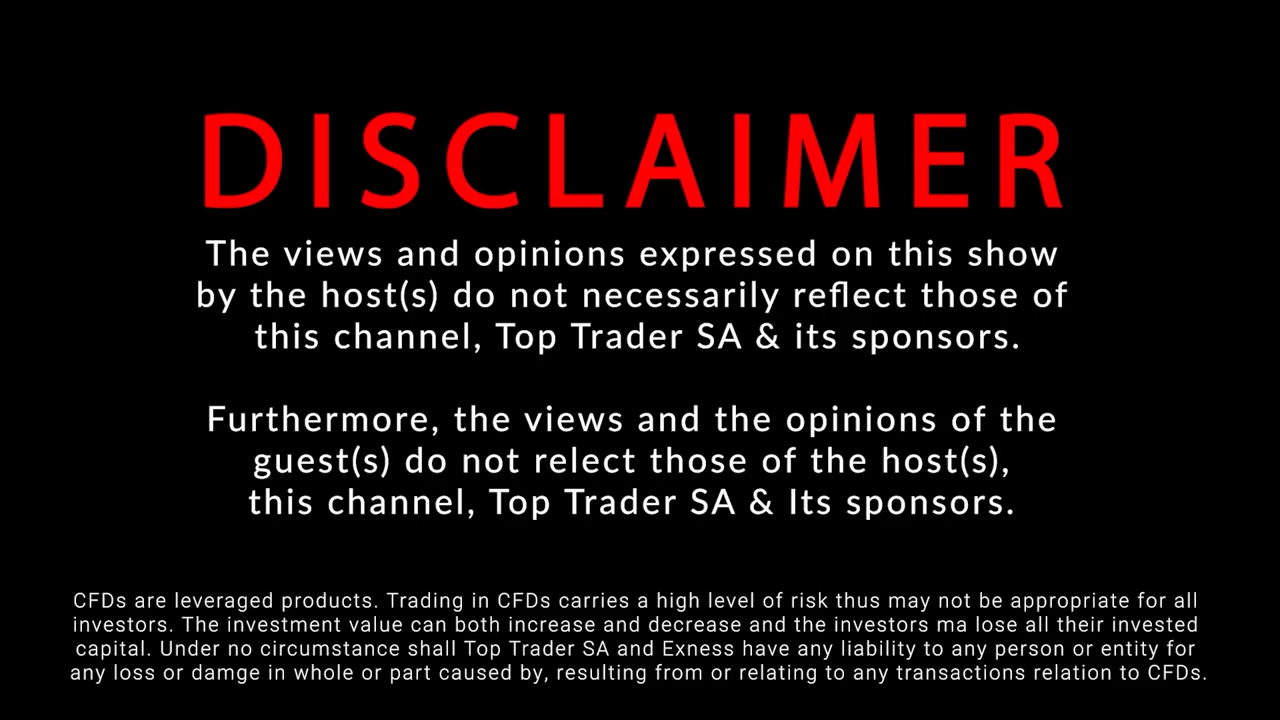 DISCLAIMER
The views and opinions expressed on this show
by the host(s) do not necessarily reflect those of
this channel, Top Trader SA & its sponsors.
Furthermore, the views and the opinions of the
guest(s) do not relect those of the host(s),
this channel, Top Trader SA & Its sponsors.
CFDs are leveraged products. Trading in CFDs carries a high level of risk thus may not be appropriate for all
investors. The investment value can both increase and decrease and the investors ma lose all their invested
capital. Under no circumstance shall Top Trader SA and Exness have any liability to any person or entity for
any loss or damge in whole or part caused by, resulting from or relating to any transactions relation to CFDs.